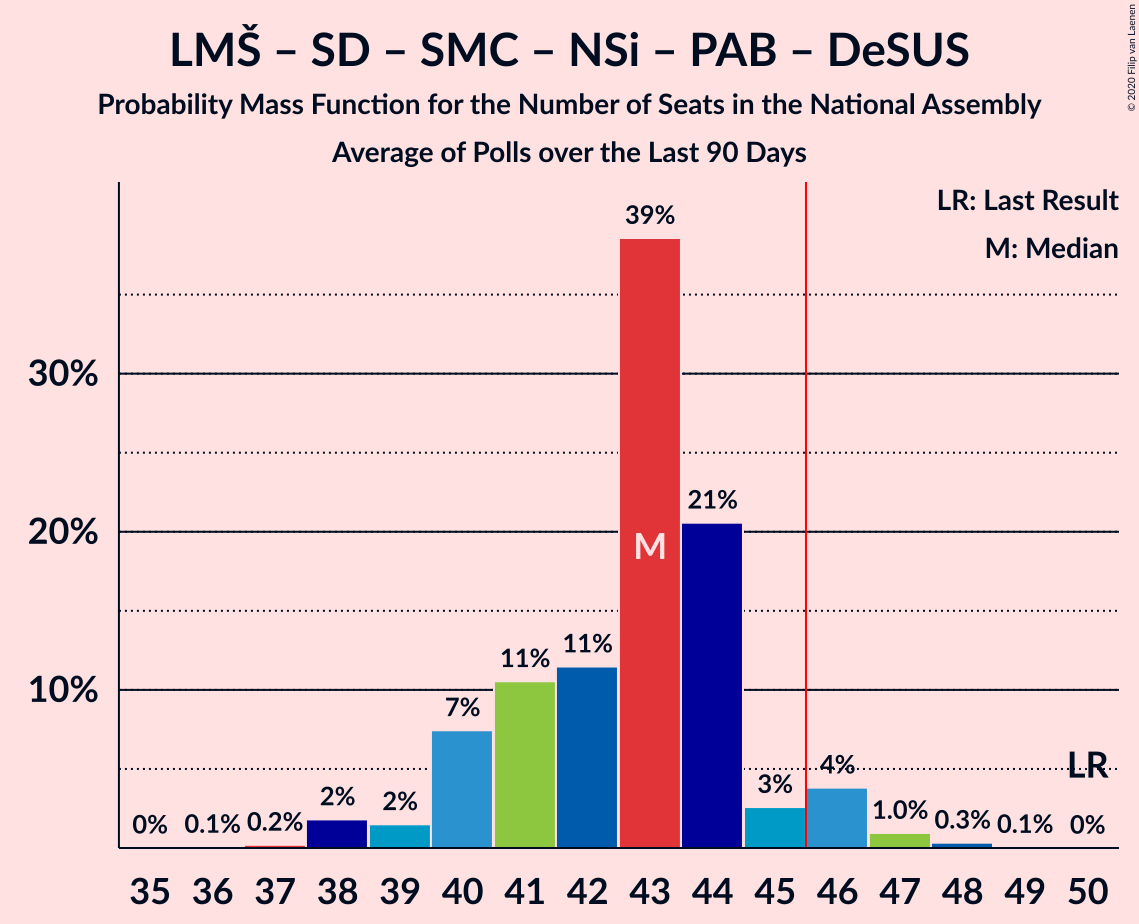 LMŠ – SD – SMC – NSi – PAB – DeSUS
Probability Mass Function for the Number of Seats in the National Assembly
Average of Polls over the Last 90 Days
© 2020 Filip van Laenen
LR: Last Result
M: Median
30%
20%
10%
0%
0.1%
0.2%
2%
2%
7%
11%
11%
39%
M
21%
3%
4%
1.0%
0.3%
0.1%
0%
LR
35 36 37 38 39 40 41 42 43 44 45 46 47 48 49 50